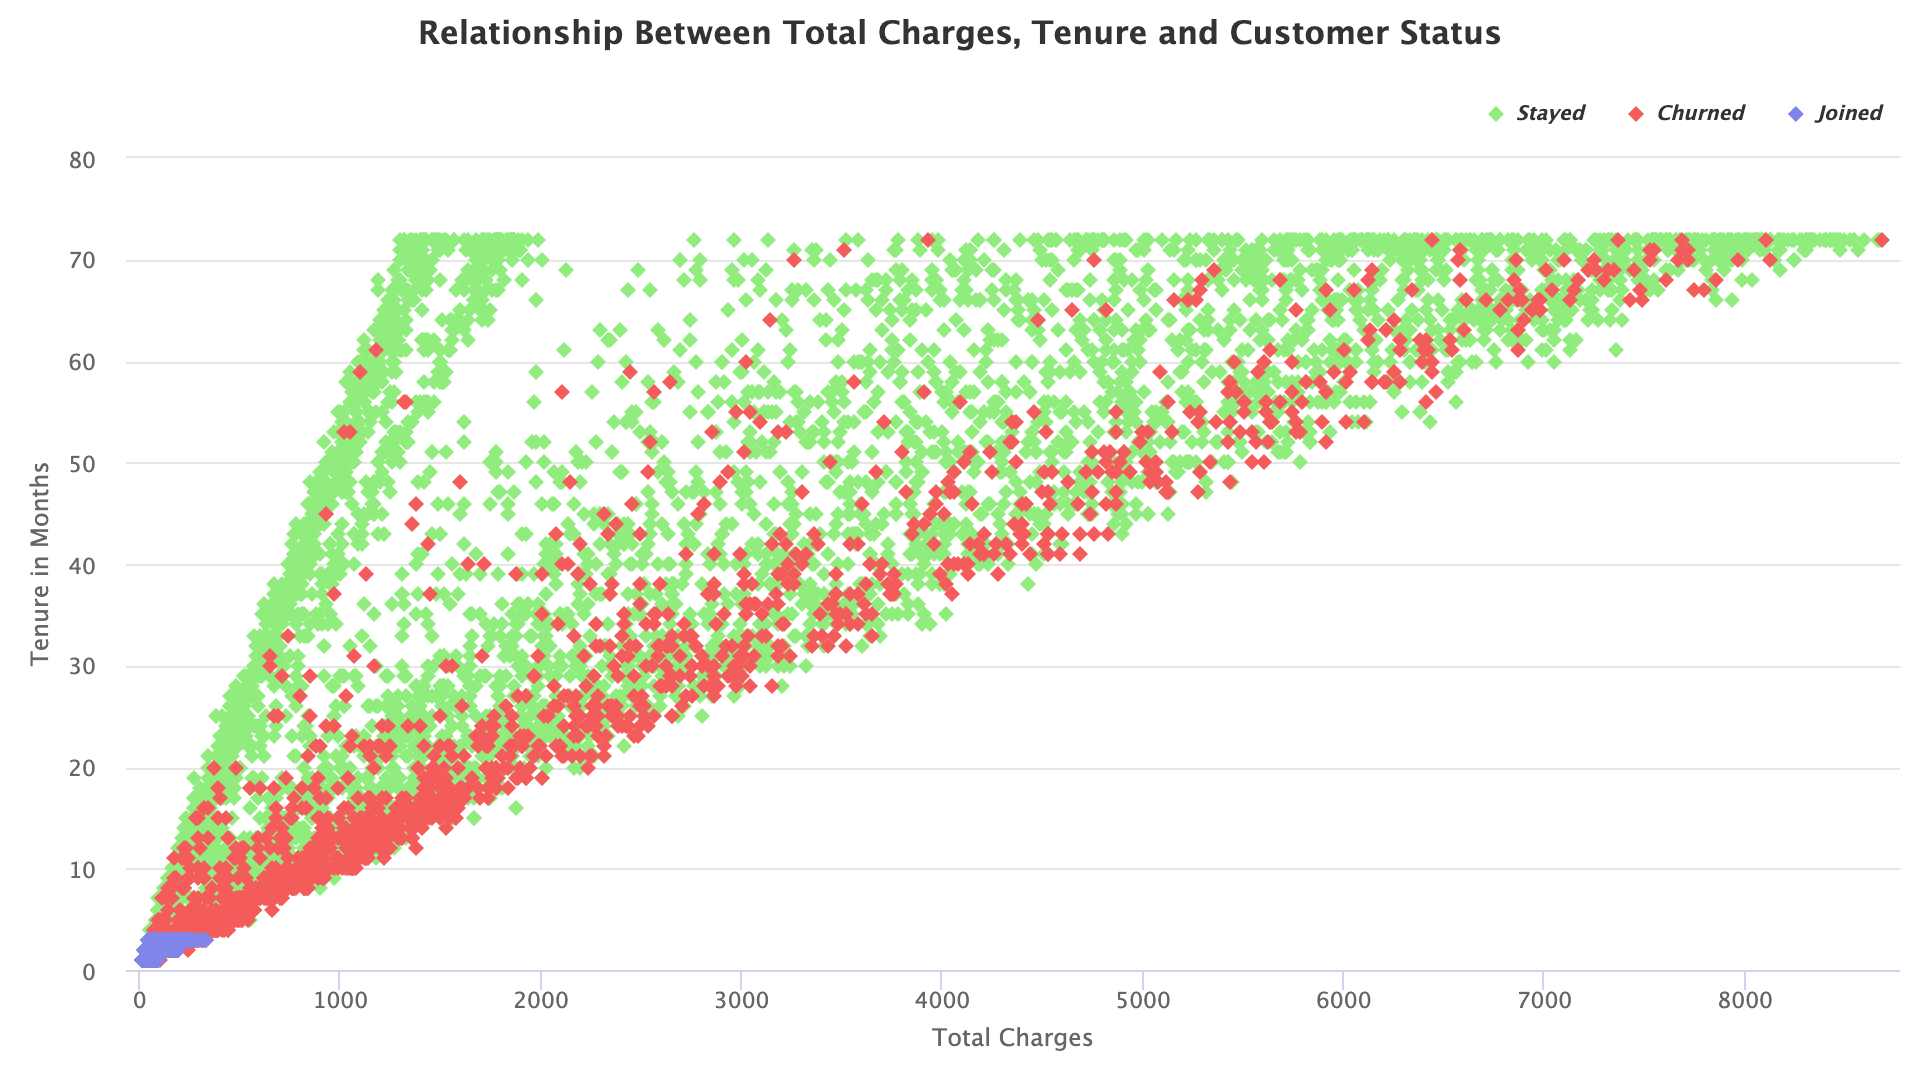 Relationship Between Total Charges, Tenure and Customer Status
Stayed Churned Joined
80
70
60
50
40
30
20
10
0
Tenure in Months
0 1000 2000 3000 4000 5000 6000 7000 8000
Total Charges